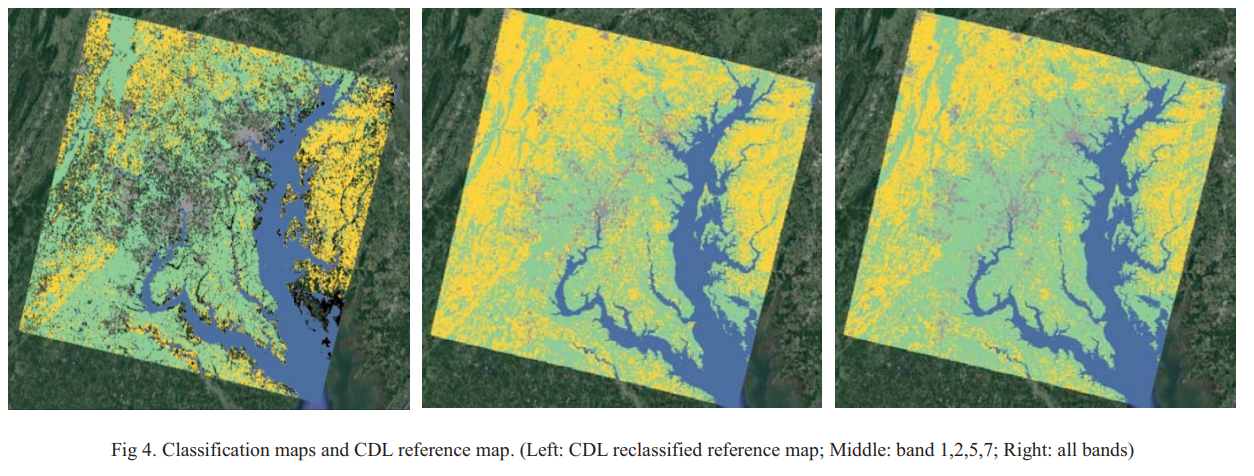 Fig 4. Classification maps and CDL reference map. (Left: CDL reclassified reference map; Middle: band 1,2,5,7; Right: all bands)